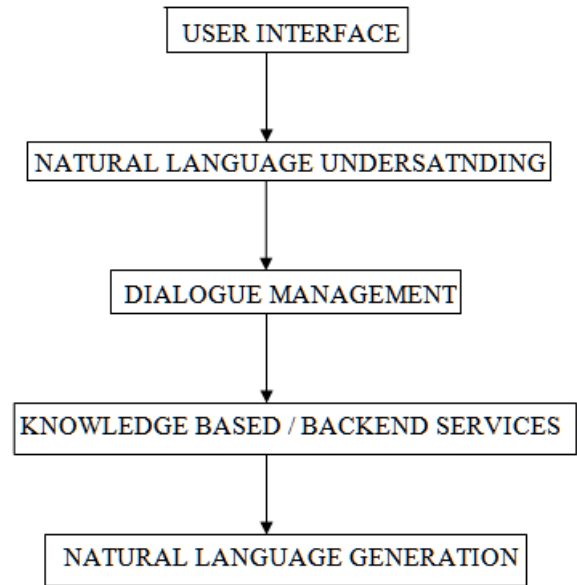 USER INTERFACE
NATURAL LANGUAGE UNDERSATNDING
DIALOGUE MANAGEMENT
KNOWLEDGE BASED / BACKEND SERVICES
NATURAL LANGUAGE GENERATION